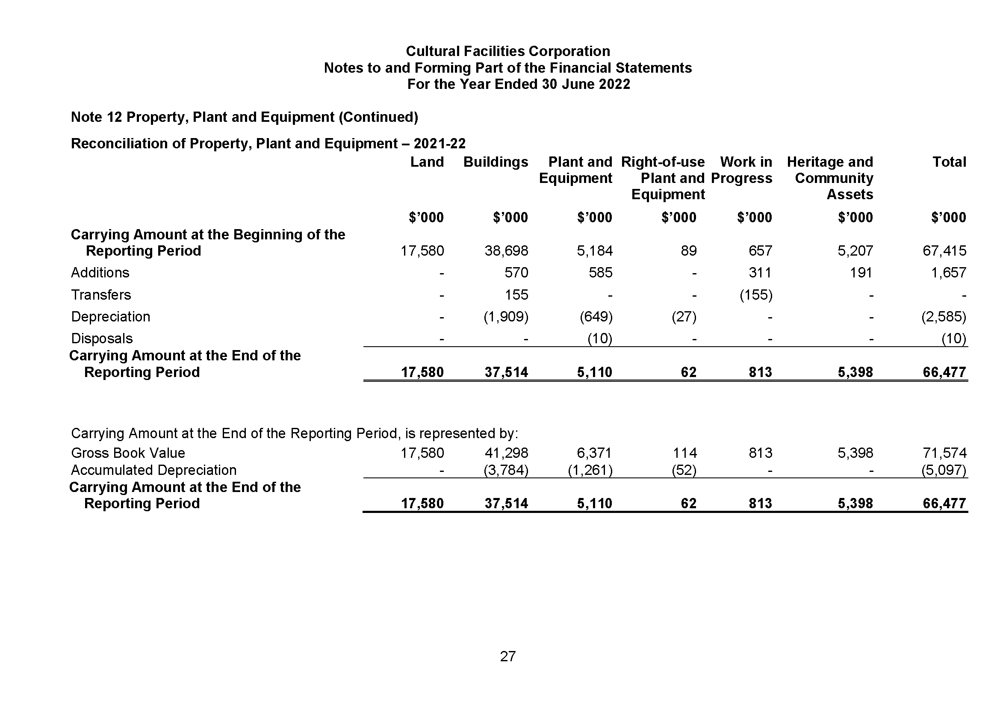 Cultural Facilities Corporation
Notes to and Forming Part of the Financial Statements
For the Year Ended 30 June 2022
Note 12 Property, Plant and Equipment (Continued)
Reconciliation of Property, Plant and Equipment – 2021-22
Land Buildings Plant and Right-of-use Work in Heritage and Total
Equipment Plant and Progress Community
Equipment Assets
$’000 $’000 $’000 $’000 $’000 $’000 $’000
Carrying Amount at the Beginning of the
Reporting Period 17,580 38,698 5,184 89 657 5,207 67,415
Additions - 570 585 - 311 191 1,657
Transfers - 155 - - (155) - -
Depreciation - (1,909) (649) (27) - - (2,585)
Disposals - - (10) - - - (10)
Carrying Amount at the End of the
Reporting Period 17,580 37,514 5,110 62 813 5,398 66,477
Carrying Amount at the End of the Reporting Period, is represented by:
Gross Book Value 17,580 41,298 6,371 114 813 5,398 71,574
Accumulated Depreciation - (3,784) (1,261) (52) - - (5,097)
Carrying Amount at the End of the
Reporting Period 17,580 37,514 5,110 62 813 5,398 66,477
27